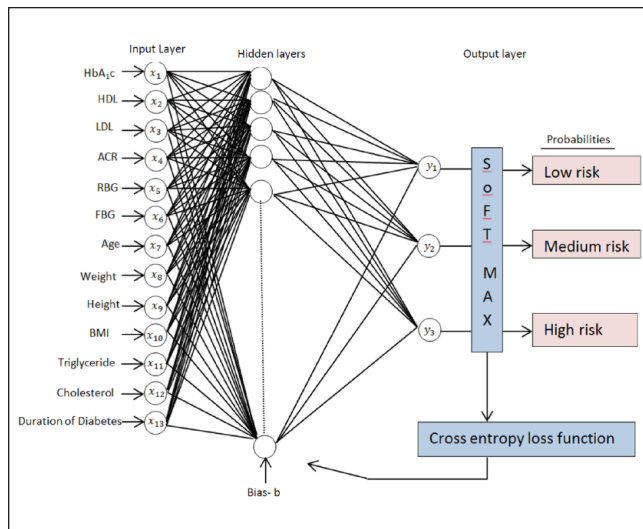 Input Layer
Hidden layers
Output layer
HbA₁c
x₁
HDL
x₂
LDL
x₃
ACR
x₄
RBG
x₅
FBG
x₆
Age
x₇
Weight
x₈
Height
x₉
BMI
x₁₀
Triglyceride
x₁₁
Cholesterol
x₁₂
Duration of Diabetes
x₁₃
Bias- b
y₁
y₂
y₃
SoFT MAX
Probabilities
Low risk
Medium risk
High risk
Cross entropy loss function